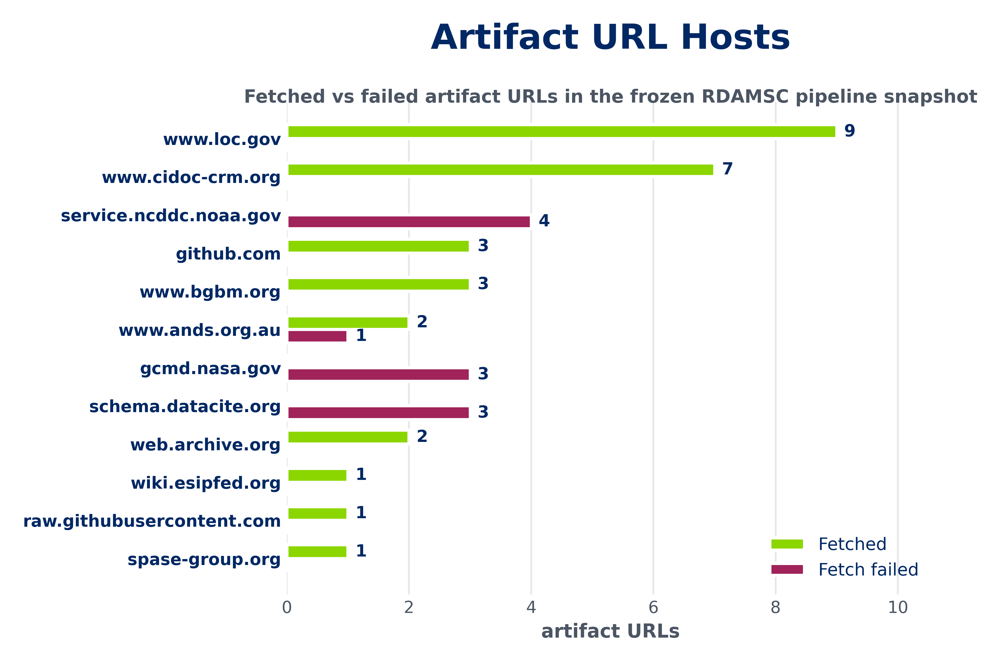 Artifact URL Hosts
Fetched vs failed artifact URLs in the frozen RDAMSC pipeline snapshot
www.loc.gov 9
www.cidoc-crm.org 7
service.ncddc.noaa.gov 4
github.com 3
www.bgbm.org 3
www.ands.org.au 2
1
gcmd.nasa.gov 3
schema.datacite.org 3
web.archive.org 2
wiki.esipfed.org 1
raw.githubusercontent.com 1
spase-group.org 1
Fetched
Fetch failed
0 2 4 6 8 10
artifact URLs